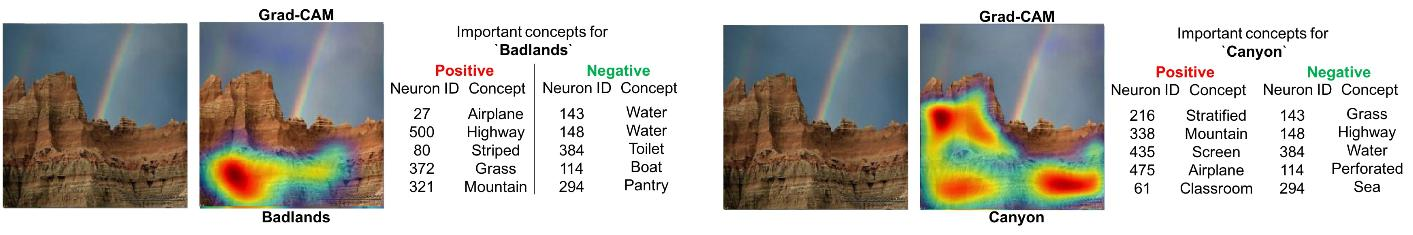 Grad-CAM
Important concepts for
`Badlands`
Positive Negative
Neuron ID Concept Neuron ID Concept
27 Airplane 143 Water
500 Highway 148 Water
80 Striped 384 Toilet
372 Grass 114 Boat
321 Mountain 294 Pantry
Badlands
Grad-CAM
Important concepts for
`Canyon`
Positive Negative
Neuron ID Concept Neuron ID Concept
216 Stratified 143 Grass
338 Mountain 148 Highway
435 Screen 384 Water
475 Airplane 114 Perforated
61 Classroom 294 Sea
Canyon